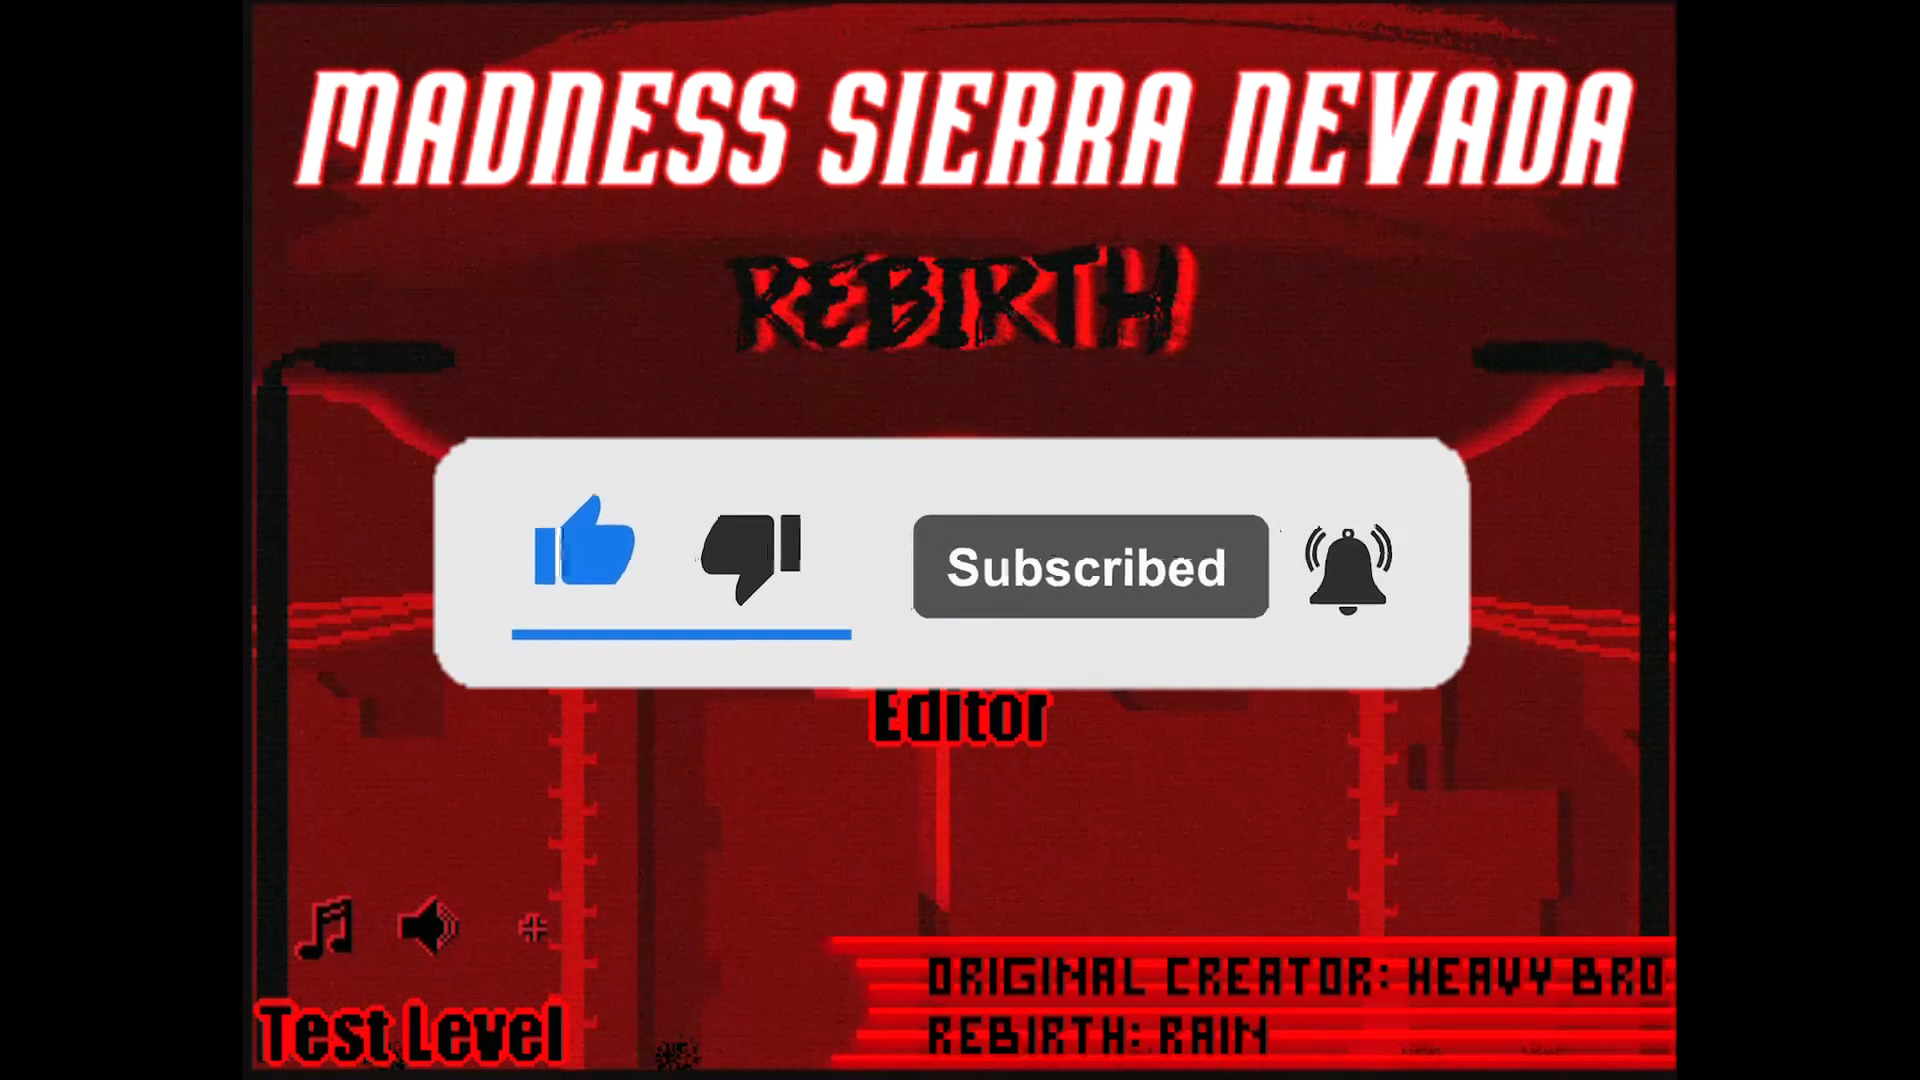 MADNESS SIERRA NEVADA
REBIRTH
Subscribed
Editor
ORIGINAL CREATOR: HEAVY BRO
REBIRTH: RAIN
Test Level